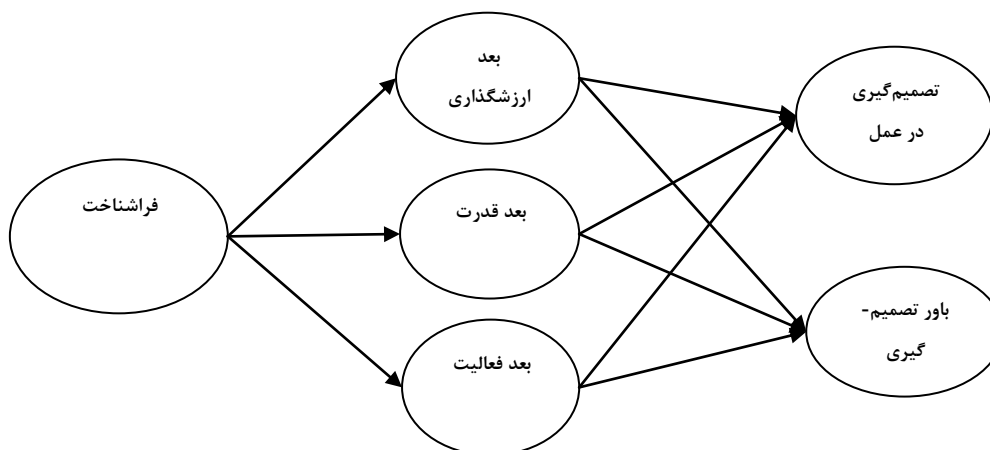 فراشناخت
بعد
ارزشگذاری
بعد قدرت
بعد فعالیت
تصمیم‌گیری
در عمل
باور تصمیم-
گیری